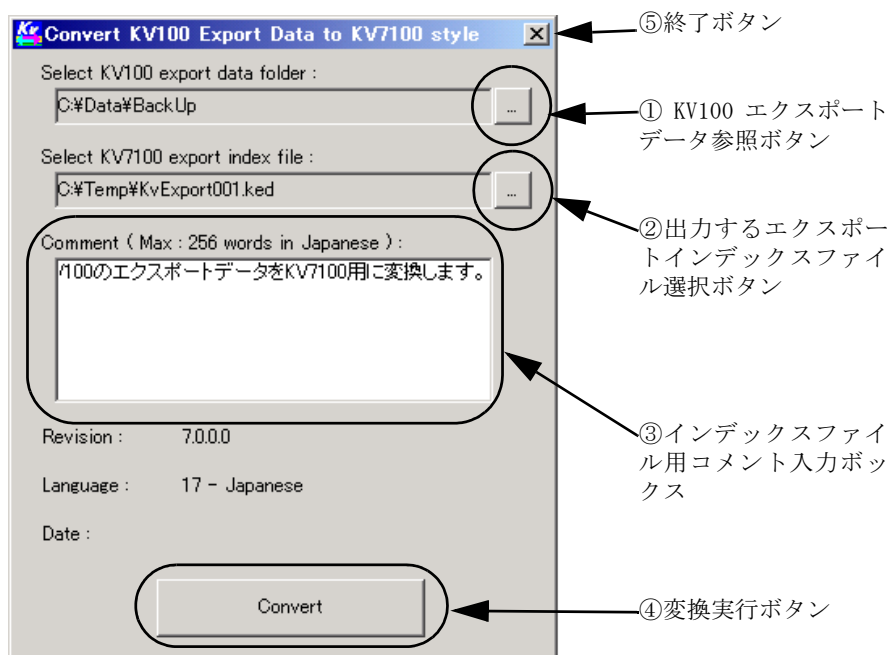 Convert KV100 Export Data to KV7100 style
⑤終了ボタン
Select KV100 export data folder :
C:¥Data¥BackUp
...
① KV100 エクスポート
データ参照ボタン
Select KV7100 export index file :
C:¥Temp¥KvExport001.ked
...
②出力するエクスポー
トインデックスファイ
ル選択ボタン
Comment ( Max : 256 words in Japanese ) :
/100のエクスポートデータをKV7100用に変換します。
③インデックスファイ
ル用コメント入力ボッ
クス
Revision : 7.0.0.0
Language : 17 - Japanese
Date :
Convert
④変換実行ボタン